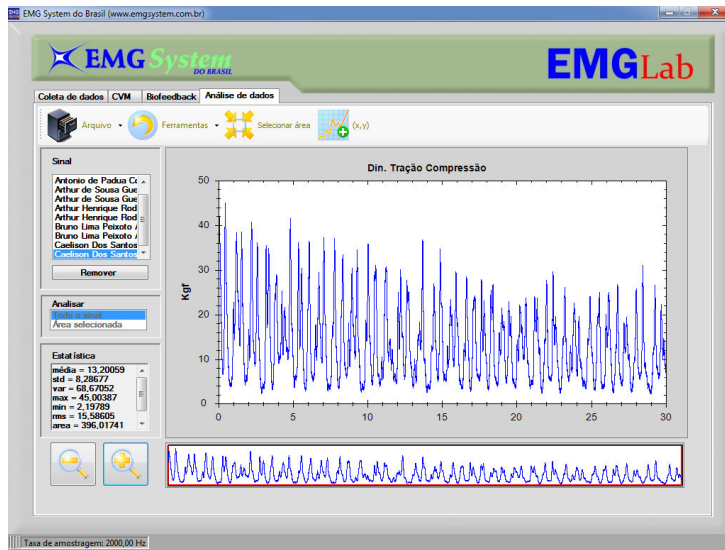 EMG System do Brasil (www.emgsystem.com.br)
EMG System
DO BRASIL
EMGLab
Coleta de dados CVM Biofeedback Análise de dados
Arquivo Ferramentas Selecionar área (x,y)
Sinal
Antonio de Padua Co
Arthur de Sousa Gue
Arthur de Sousa Gue
Arthur Henrique Rod
Arthur Henrique Rod
Bruno Lima Peixoto A
Bruno Lima Peixoto A
Caelison Dos Santos
Caelison Dos Santos
Remover
Analisar
Todo o sinal
Área selecionada
Estatística
média = 13,20059
std = 8,28677
var = 68,67052
max = 45,00387
min = 2,19789
rms = 15,58605
area = 396,01741
Din. Tração Compressão
Kgf
50
40
30
20
10
0
0 5 10 15 20 25 30
Taxa de amostragem: 2000,00 Hz